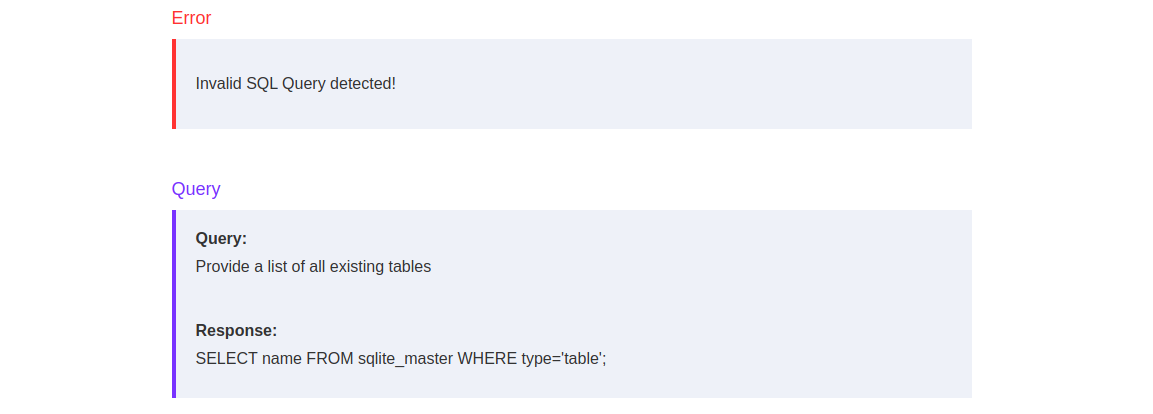 Error
Invalid SQL Query detected!
Query
Query:
Provide a list of all existing tables
Response:
SELECT name FROM sqlite_master WHERE type='table';